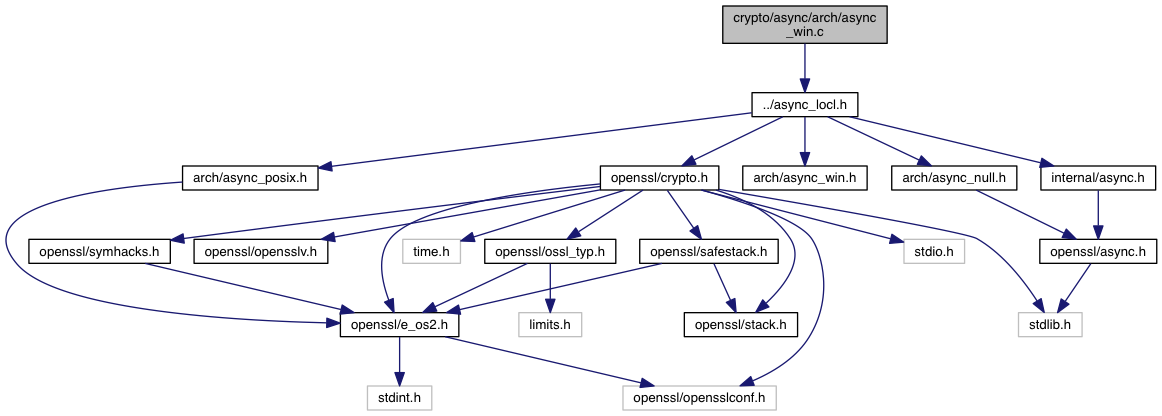 crypto/async/arch/async
_win.c
../async_locl.h
arch/async_posix.h
openssl/crypto.h
arch/async_win.h
arch/async_null.h
internal/async.h
openssl/symhacks.h
openssl/opensslv.h
time.h
openssl/ossl_typ.h
openssl/safestack.h
stdio.h
openssl/async.h
openssl/e_os2.h
limits.h
openssl/stack.h
stdlib.h
stdint.h
openssl/opensslconf.h